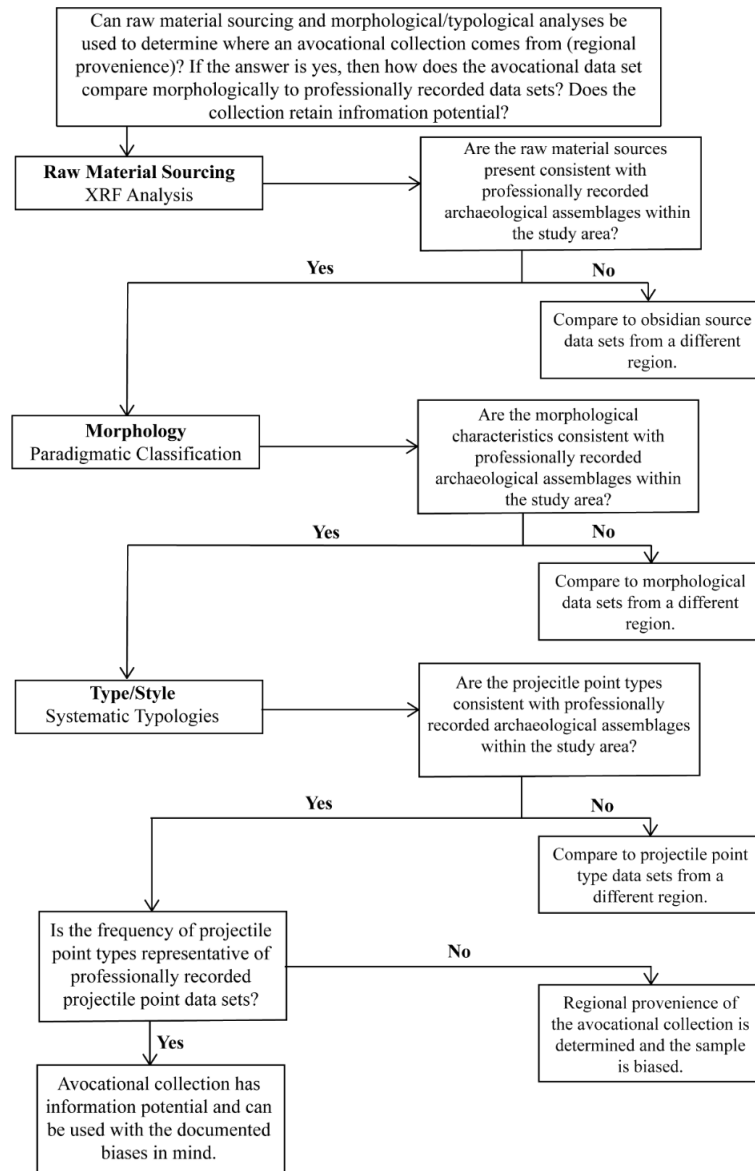 Can raw material sourcing and morphological/typological analyses be
used to determine where an avocational collection comes from (regional
provenience)? If the answer is yes, then how does the avocational data set
compare morphologically to professionally recorded data sets? Does the
collection retain infromation potential?
Raw Material Sourcing
XRF Analysis
Are the raw material sources
present consistent with
professionally recorded
archaeological assemblages within
the study area?
Yes
No
Compare to obsidian source
data sets from a different
region.
Morphology
Paradigmatic Classification
Are the morphological
characteristics consistent with
professionally recorded
archaeological assemblages within
the study area?
Yes
No
Compare to morphological
data sets from a different
region.
Type/Style
Systematic Typologies
Are the projecitle point types
consistent with professionally
recorded archaeological assemblages
within the study area?
Yes
No
Compare to projectile point
type data sets from a
different region.
Is the frequency of projectile
point types representative of
professionally recorded
projectile point data sets?
No
Regional provenience of
the avocational collection is
determined and the sample
is biased.
Yes
Avocational collection has
information potential and can
be used with the documented
biases in mind.